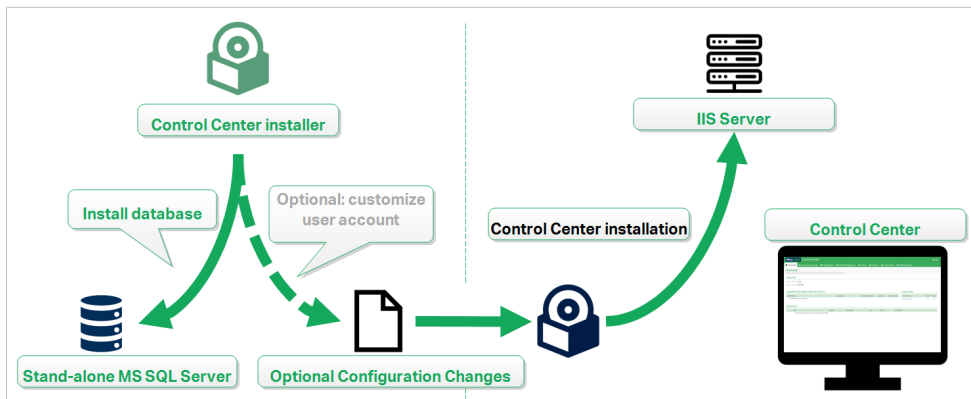 Control Center installer
IIS Server
Install database
Optional: customize
user account
Control Center installation
Control Center
Stand-alone MS SQL Server
Optional Configuration Changes